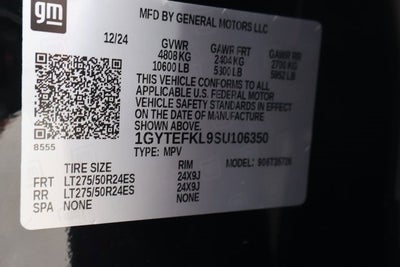 gm
MFD BY GENERAL MOTORS LLC
12/24 GVWR GAWR FRT GAWR RR
4808 KG 2404 KG 2700 KG
10600 LB 5300 LB 5952 LB
THIS VEHICLE CONFORMS TO ALL
APPLICABLE U.S. FEDERAL MOTOR
VEHICLE SAFETY STANDARDS IN EFFECT
ON THE DATE OF MANUFACTURE
SHOWN ABOVE
8555 1GYTEFKL9SU106350
TYPE: MPV MODEL:
TIRE SIZE RIM
FRT LT275/50R24ES 24X9J
RR LT275/50R24ES 24X9J
SPA NONE NONE